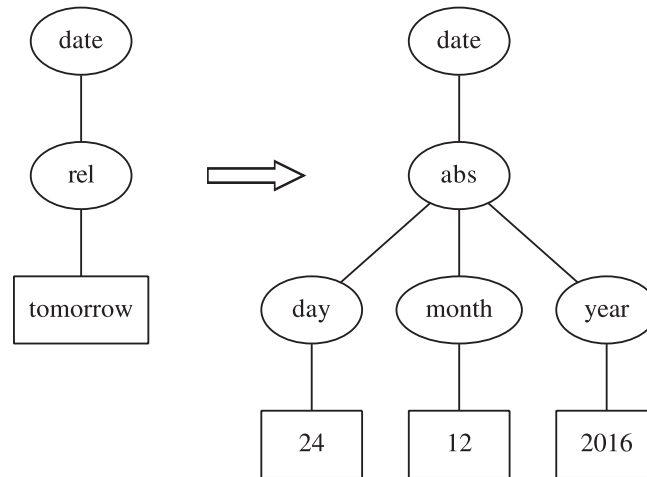 date
date
rel
abs
tomorrow
day
month
year
24
12
2016